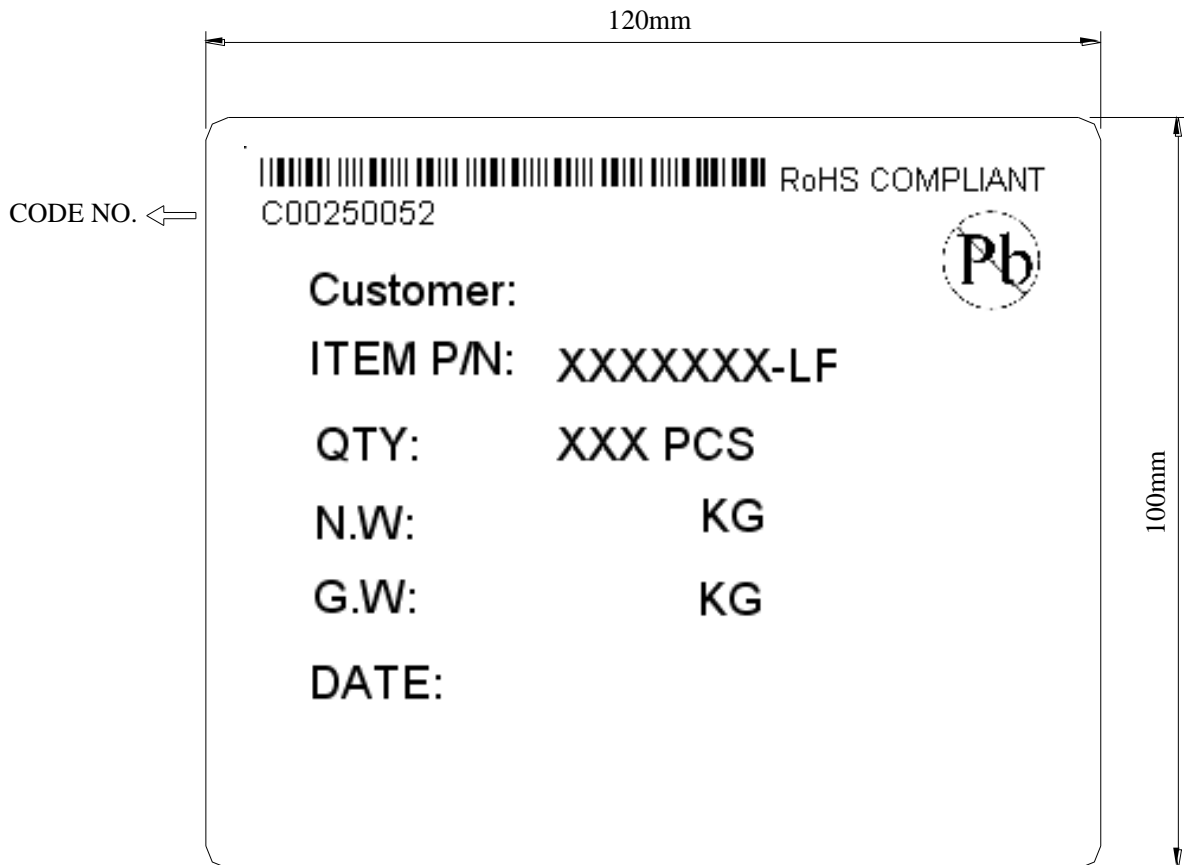 120mm
RoHS COMPLIANT
CODE NO.
C00250052
Pb
Customer:
ITEM P/N: XXXXXXX-LF
QTY: XXX PCS
N.W: KG
G.W: KG
DATE:
100mm